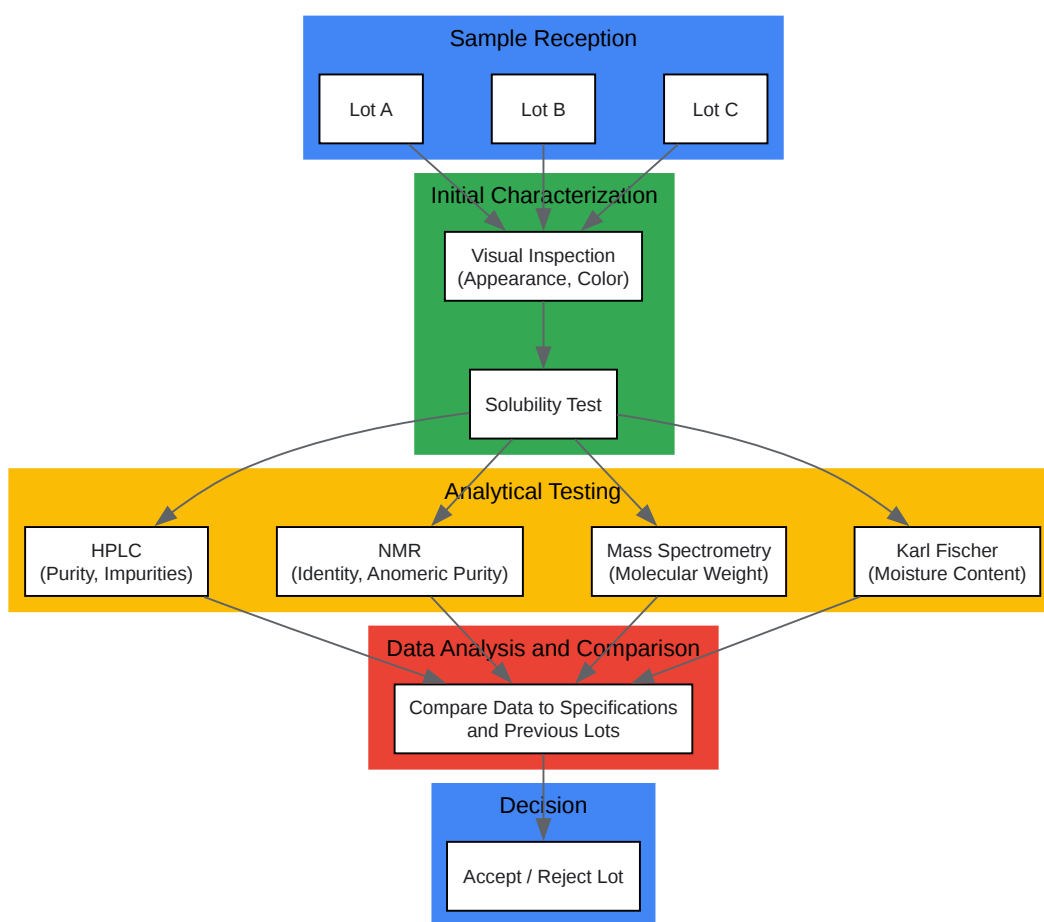 Sample Reception
Lot A
Lot B
Lot C
Initial Characterization
Visual Inspection
(Appearance, Color)
Solubility Test
Analytical Testing
HPLC
(Purity, Impurities)
NMR
(Identity, Anomeric Purity)
Mass Spectrometry
(Molecular Weight)
Karl Fischer
(Moisture Content)
Data Analysis and Comparison
Compare Data to Specifications
and Previous Lots
Decision
Accept / Reject Lot